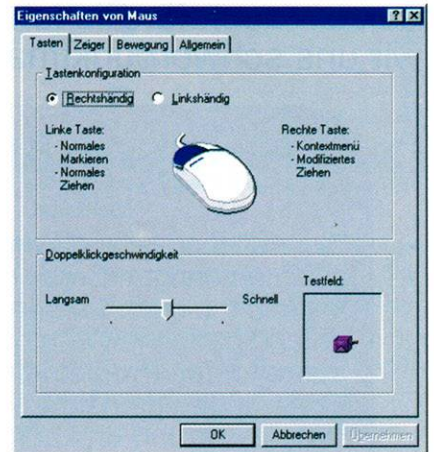 Eigenschaften von Maus
Tasten Zeiger Bewegung Allgemein
Tastenkonfiguration
Rechtshändig Linkshändig
Linke Taste:
- Normales
Markieren
- Normales
Ziehen
Rechte Taste:
- Kontextmenü
- Modifiziertes
Ziehen
Doppelklickgeschwindigkeit
Langsam Schnell
Testfeld:
OK Abbrechen Übernehmen